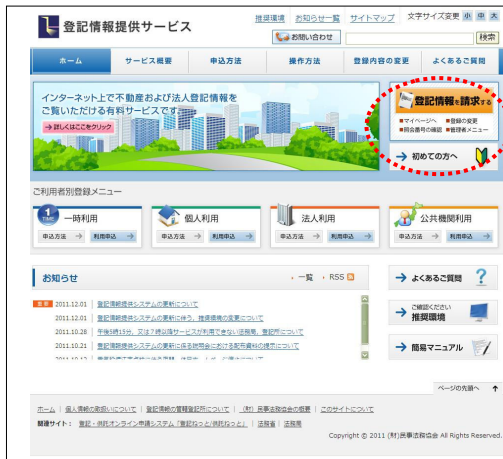 登記情報提供サービス
推奨環境 お知らせ一覧 サイトマップ 文字サイズ変更 小 中 大
お問い合わせ 検索
ホーム サービス概要 申込方法 操作方法 登録内容の変更 よくあるご質問
インターネット上で不動産および法人登記情報を
ご覧いただける有料サービスです。
→詳しくはここをクリック
登記情報を請求する
■マイページへ ■登録の変更
■照会番号の確認 ■管理者メニュー
→ 初めての方へ
ご利用者別登録メニュー
1 TIME 一時利用 個人利用 法人利用 公共機関利用
申込方法 → 利用申込 → 申込方法 → 利用申込 → 申込方法 → 利用申込 → 申込方法 → 利用申込 →
お知らせ ・一覧 ・RSS
重要 2011.12.01 登記情報提供システムの更新について
2011.12.01 登記情報提供システムの更新に伴う、推奨環境の変更について
2011.10.28 午後5時15分、又は7時以降サービスが利用できない法務局、登記所について
2011.10.21 登記情報提供システムの更新に係る説明会における配布資料の提示について
→ よくあるご質問 ?
→ ご確認ください
推奨環境
→ 簡易マニュアル
ページの先頭へ ↑
ホーム | 個人情報の取扱いについて | 登記情報の管轄登記所について | (財)民事法務協会の概要 | このサイトについて
関連サイト: 登記・供託オンライン申請システム「登記ねっと/供託ねっと」 | 法務省 | 法務局
Copyright © 2011 (財)民事法務協会 All Rights Reserved.